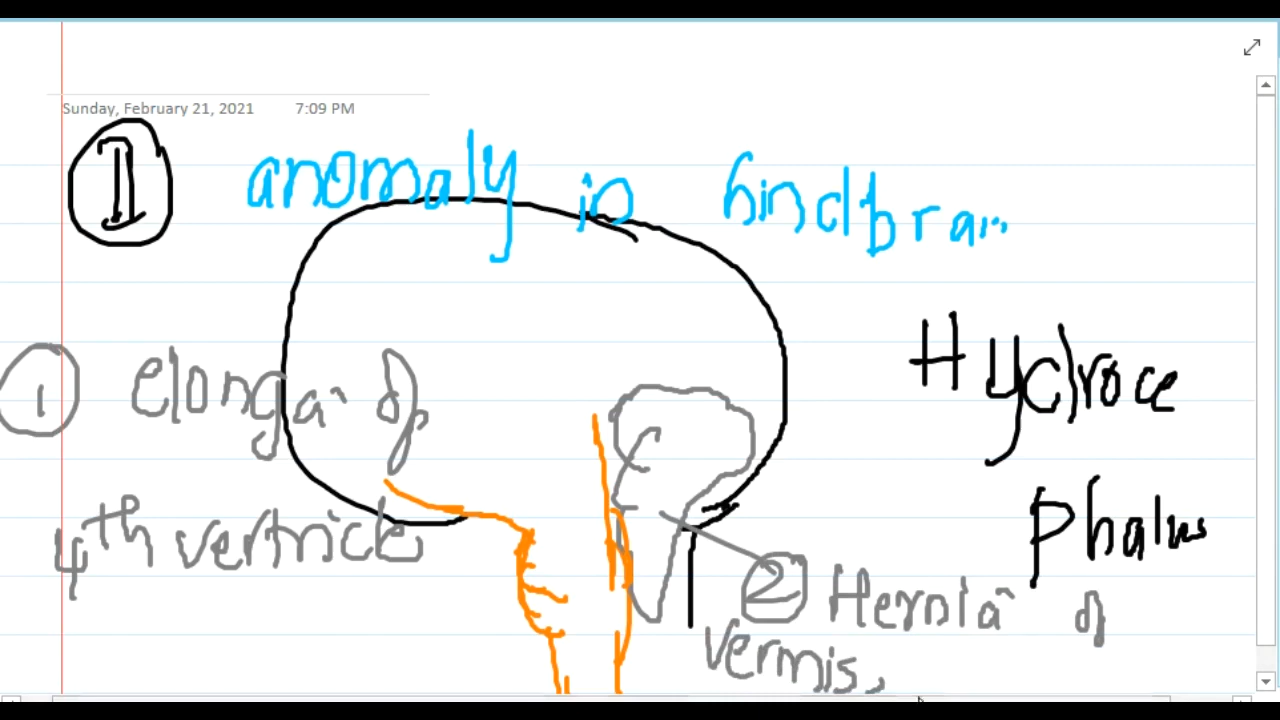 Sunday, February 21, 2021 7:09 PM
II anomaly in hindbrain
Hydroce
phalus
1 elonga- of
4th ventricle
2 Hernia- of
vermis,